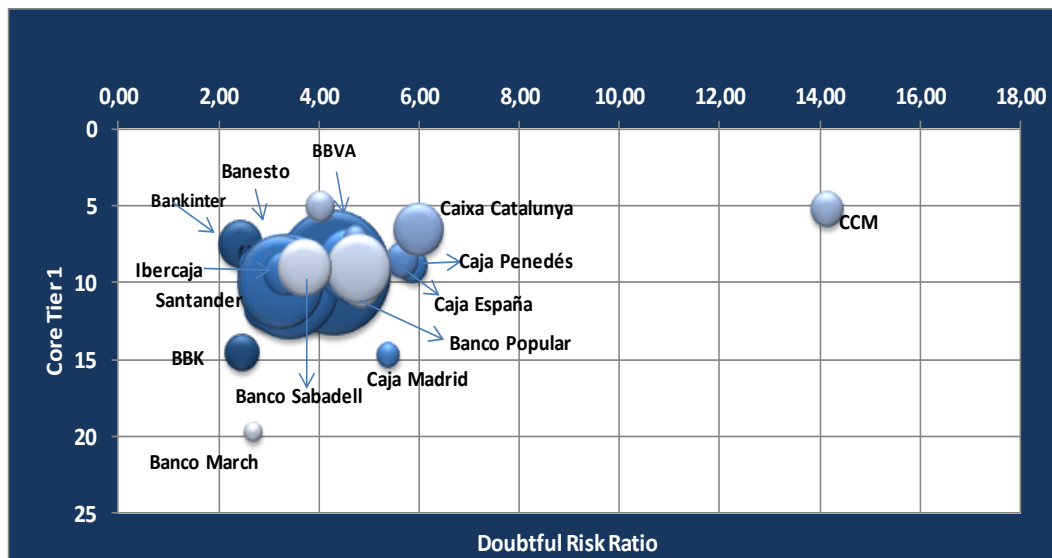 0,00 2,00 4,00 6,00 8,00 10,00 12,00 14,00 16,00 18,00
0
BBVA
Banesto
Bankinter
5
Caixa Catalunya
CCM
Ibercaja
Caja Penedés
10
Santander
Caja España
Banco Popular
BBK
15
Caja Madrid
Banco Sabadell
20
Banco March
25
Core Tier 1
Doubtful Risk Ratio